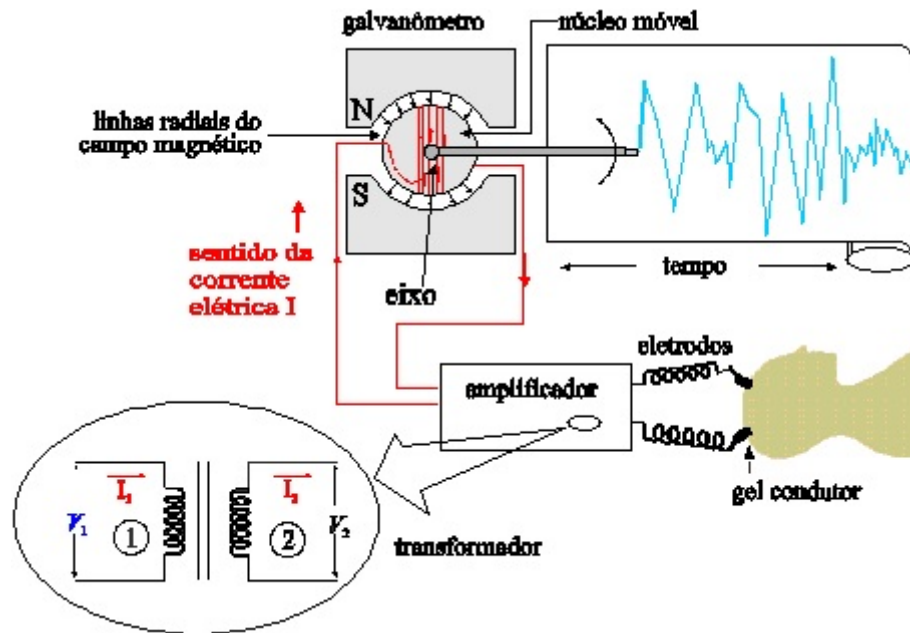 galvanômetro
núcleo móvel
N
linhas radiais do
campo magnético
S
sentido da
corrente
elétrica I
eixo
tempo
eletrodos
amplificador
gel condutor
I₁
I₂
V₁
1
2
V₂
transformador